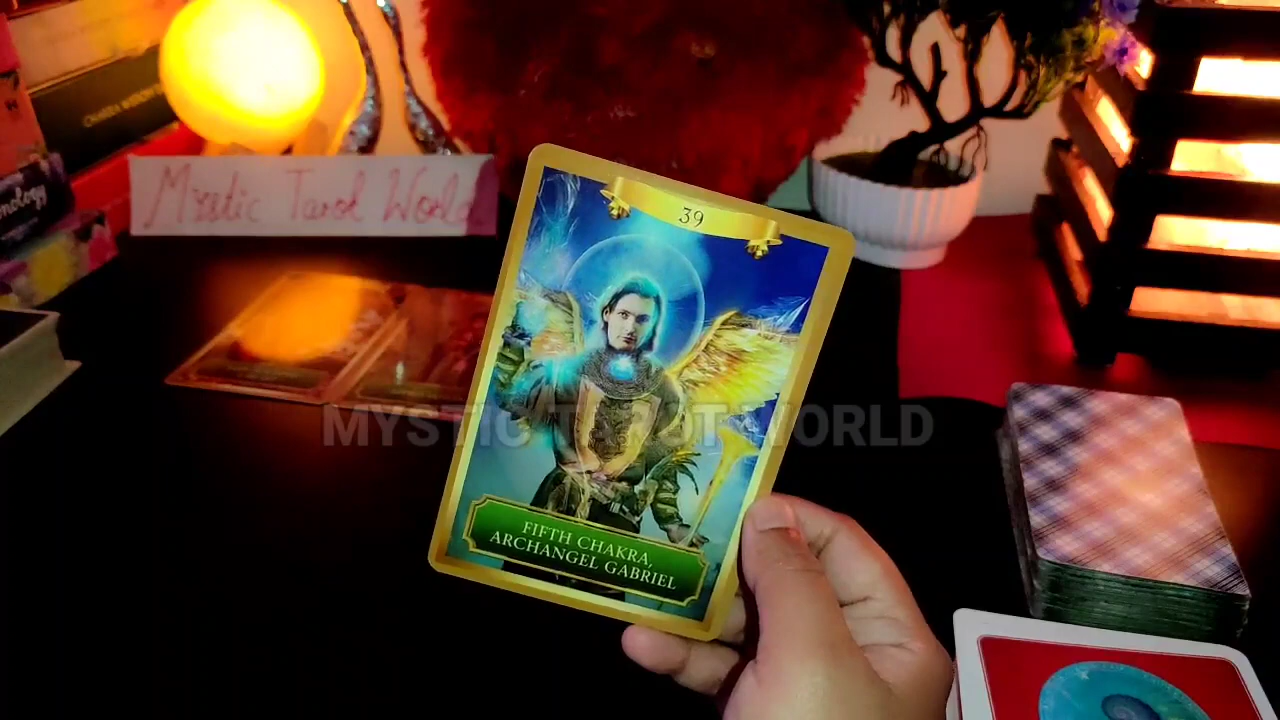 Mystic Tarot World
39
MYSTIC TAROT WORLD
FIFTH CHAKRA,
ARCHANGEL GABRIEL